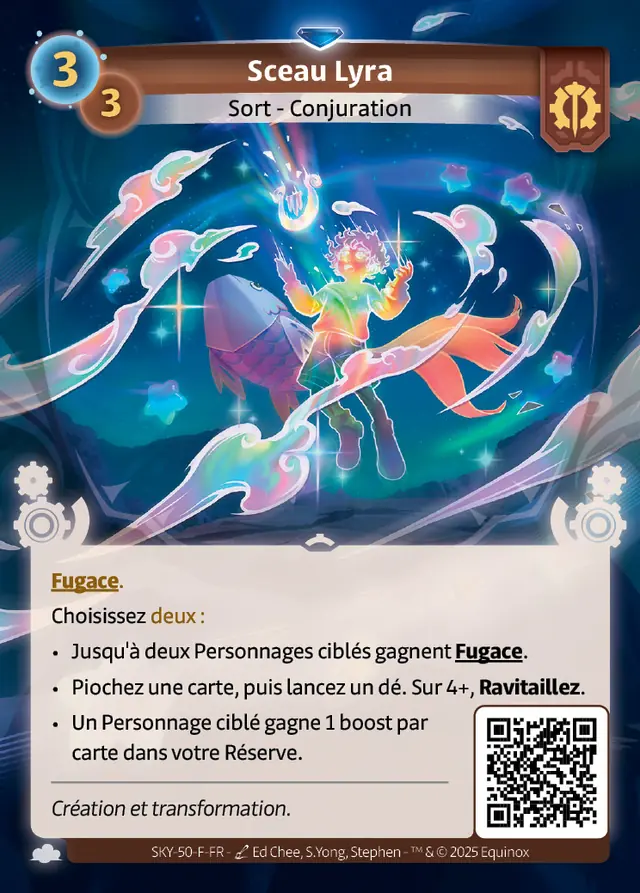 3
3
Sceau Lyra
Sort - Conjuration
Fugace.
Choisissez deux :
• Jusqu'à deux Personnages ciblés gagnent Fugace.
• Piochez une carte, puis lancez un dé. Sur 4+, Ravitaillez.
• Un Personnage ciblé gagne 1 boost par
carte dans votre Réserve.
Création et transformation.
SKY-50-F-FR - Ed Chee, S.Yong, Stephen - ™ & © 2025 Equinox